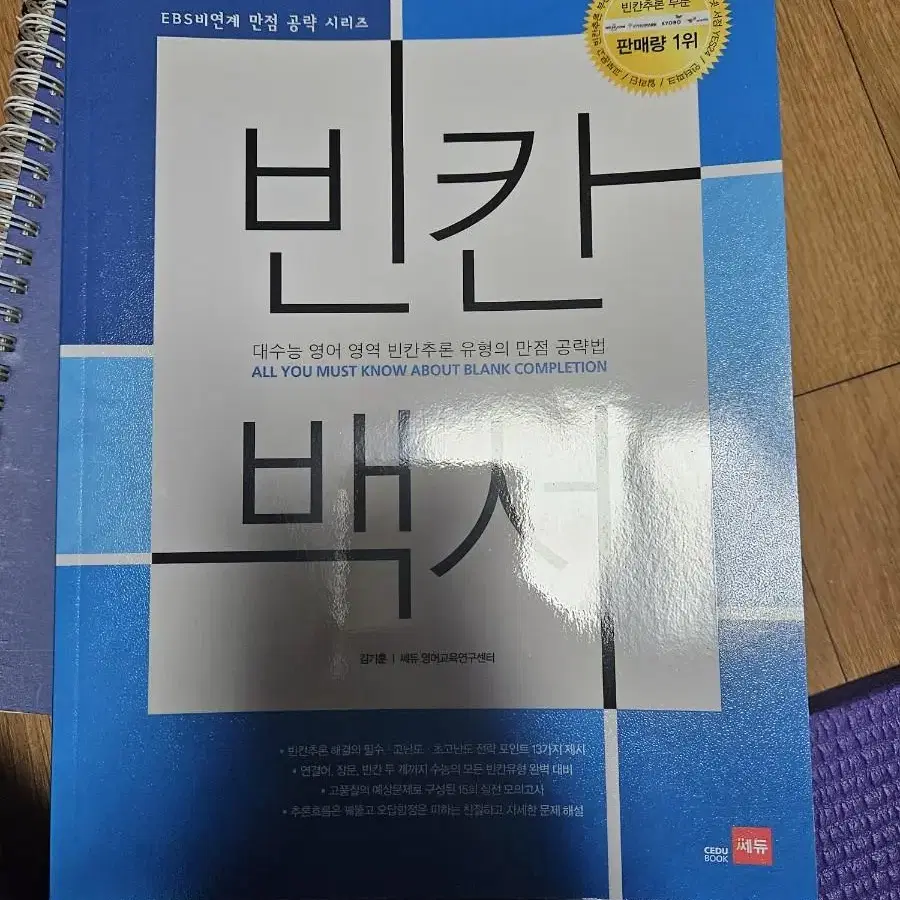 EBS비연계 만점 공략 시리즈
빈칸추론 부문
KYOBO
판매량 1위
빈칸
대수능 영어 영역 빈칸추론 유형의 만점 공략법
ALL YOU MUST KNOW ABOUT BLANK COMPLETION
백서
김기훈 | 쎄듀 영어교육연구센터
• 빈칸추론 해결의 필수·고난도·초고난도 전략 포인트 13가지 제시
• 연결어, 장문, 빈칸 두 개까지 수능의 모든 빈칸유형 완벽 대비
• 고품질의 예상문제로 구성된 15회 실전 모의고사
• 추론흐름은 꿰뚫고 오답함정은 피하는 친절하고 자세한 문제 해설
CEDU
BOOK
쎄듀